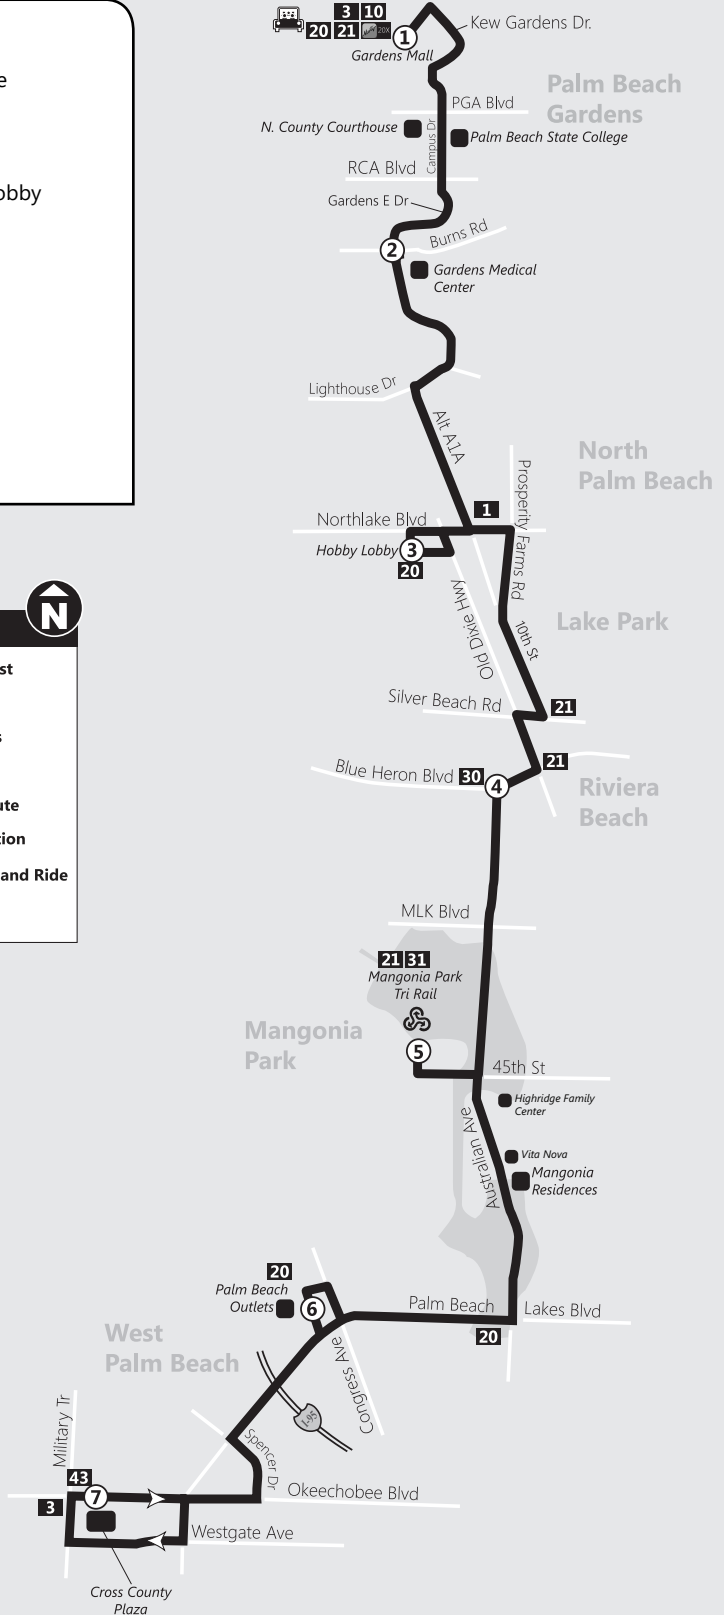 3 10
20 21 20X
1
Gardens Mall
Kew Gardens Dr.
Palm Beach
Gardens
PGA Blvd
N. County Courthouse
Campus Dr
Palm Beach State College
RCA Blvd
Gardens E Dr
Burns Rd
2
Gardens Medical
Center
Lighthouse Dr
Alt A1A
North
Palm Beach
Prosperity Farms Rd
1
Northlake Blvd
Hobby Lobby 3
20
Old Dixie Hwy
10th St
Lake Park
Silver Beach Rd
21
21
Blue Heron Blvd 30
4
Riviera
Beach
MLK Blvd
21 31
Mangonia Park
Tri Rail
Mangonia
Park
5
45th St
Highridge Family
Center
Australian Ave
Vita Nova
Mangonia
Residences
20
Palm Beach
Outlets
6
Palm Beach Lakes Blvd
20
West
Palm Beach
Congress Ave
I-95
Military Tr
Spencer Dr
43
7
3
Okeechobee Blvd
Westgate Ave
Cross County
Plaza
e
obby
N
st
s
ute
tion
and Ride